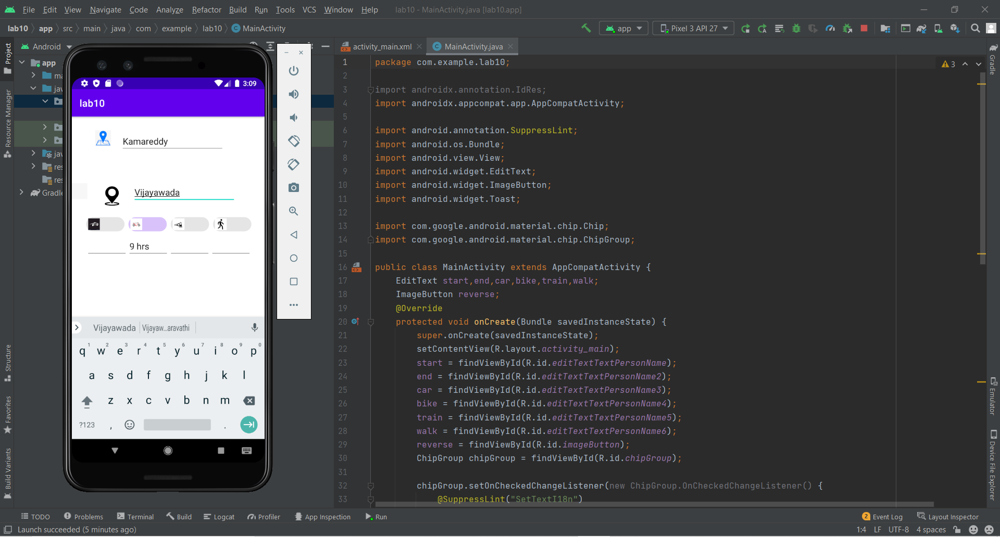 File Edit View Navigate Code Analyze Refactor Build Run Tools VCS Window Help lab10 - MainActivity.java [lab10.app]
lab10 app src main java com example lab10 MainActivity app Pixel 3 API 27
Project
Resource Manager
Structure
Favorites
Build Variants
Android
app
ma
jav
jav
res
res
Gradle
3:09
lab10
Kamareddy
Vijayawada
9 hrs
Vijayawada Vijayaw...aravathi
q w e r t y u i o p
1 2 3 4 5 6 7 8 9 0
a s d f g h j k l
z x c v b n m
?123 , .
activity_main.xml MainActivity.java
3
1 package com.example.lab10;
2
3 import androidx.annotation.IdRes;
4 import androidx.appcompat.app.AppCompatActivity;
5
6 import android.annotation.SuppressLint;
7 import android.os.Bundle;
8 import android.view.View;
9 import android.widget.EditText;
10 import android.widget.ImageButton;
11 import android.widget.Toast;
12
13 import com.google.android.material.chip.Chip;
14 import com.google.android.material.chip.ChipGroup;
15
16 public class MainActivity extends AppCompatActivity {
17 EditText start,end,car,bike,train,walk;
18 ImageButton reverse;
19 @Override
20 protected void onCreate(Bundle savedInstanceState) {
21 super.onCreate(savedInstanceState);
22 setContentView(R.layout.activity_main);
23 start = findViewById(R.id.editTextTextPersonName);
24 end = findViewById(R.id.editTextTextPersonName2);
25 car = findViewById(R.id.editTextTextPersonName3);
26 bike = findViewById(R.id.editTextTextPersonName4);
27 train = findViewById(R.id.editTextTextPersonName5);
28 walk = findViewById(R.id.editTextTextPersonName6);
29 reverse = findViewById(R.id.imageButton);
30 ChipGroup chipGroup = findViewById(R.id.chipGroup);
31
32 chipGroup.setOnCheckedChangeListener(new ChipGroup.OnCheckedChangeListener() {
33 @SuppressLint("SetTextI18n")
Gradle
Emulator
Device File Explorer
TODO Problems Terminal Build Logcat Profiler App Inspection Run 2 Event Log Layout Inspector
Launch succeeded (5 minutes ago) 1:4 LF UTF-8 4 spaces